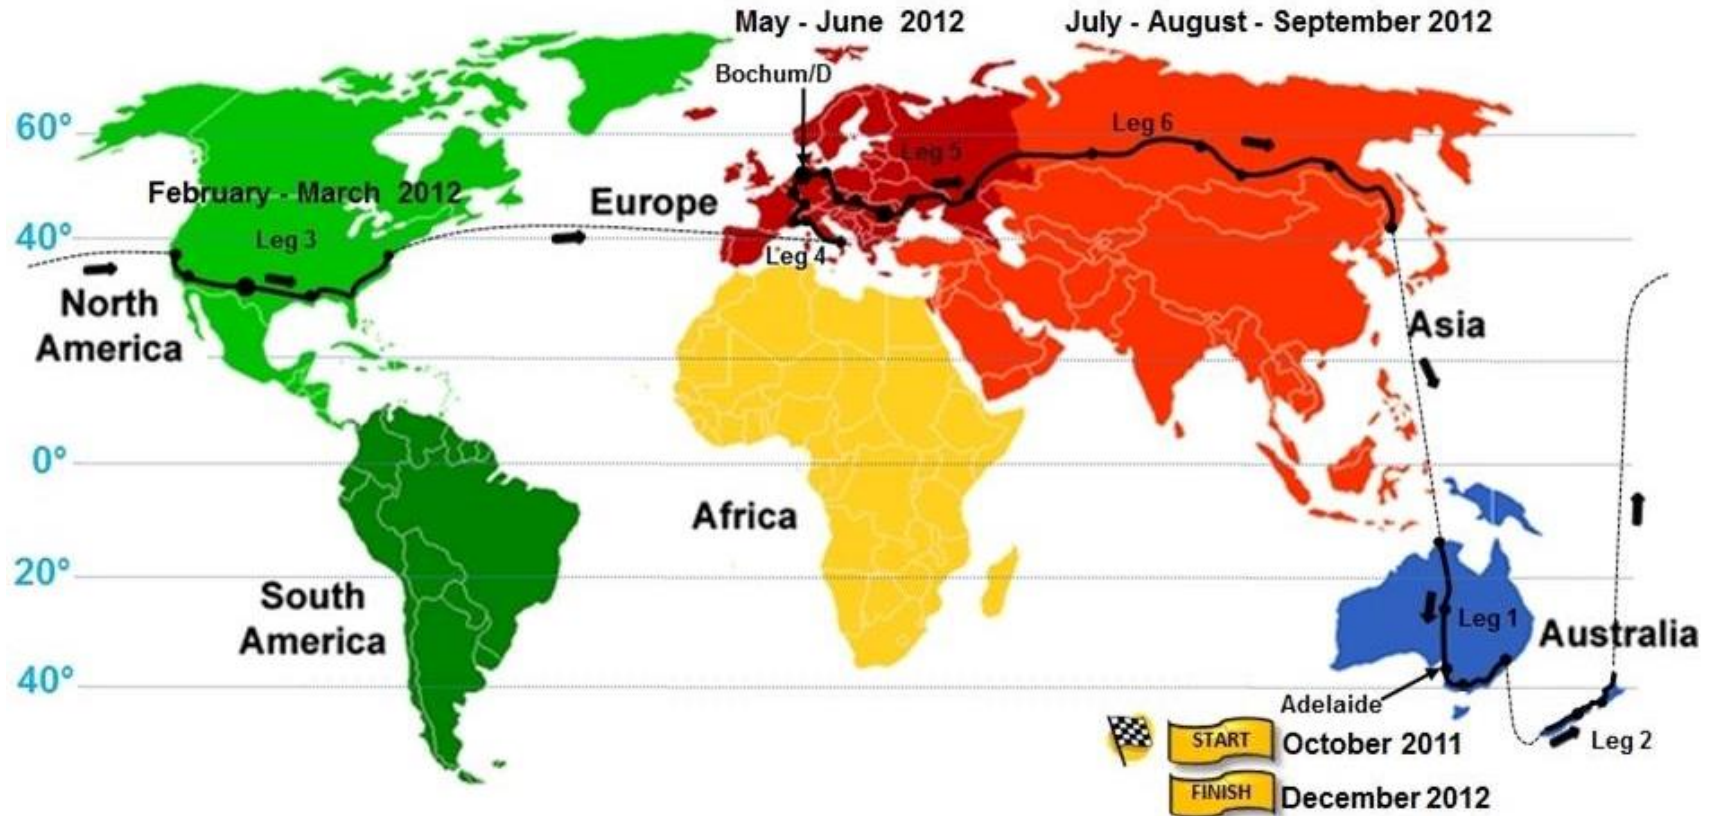 May - June 2012
July - August - September 2012
Bochum/D
60°
Leg 6
Leg 5
February - March 2012
Europe
40°
Leg 3
Leg 4
North
America
Asia
0°
Africa
20°
South
America
Leg 1
Australia
40°
Adelaide
START
October 2011
Leg 2
FINISH
December 2012